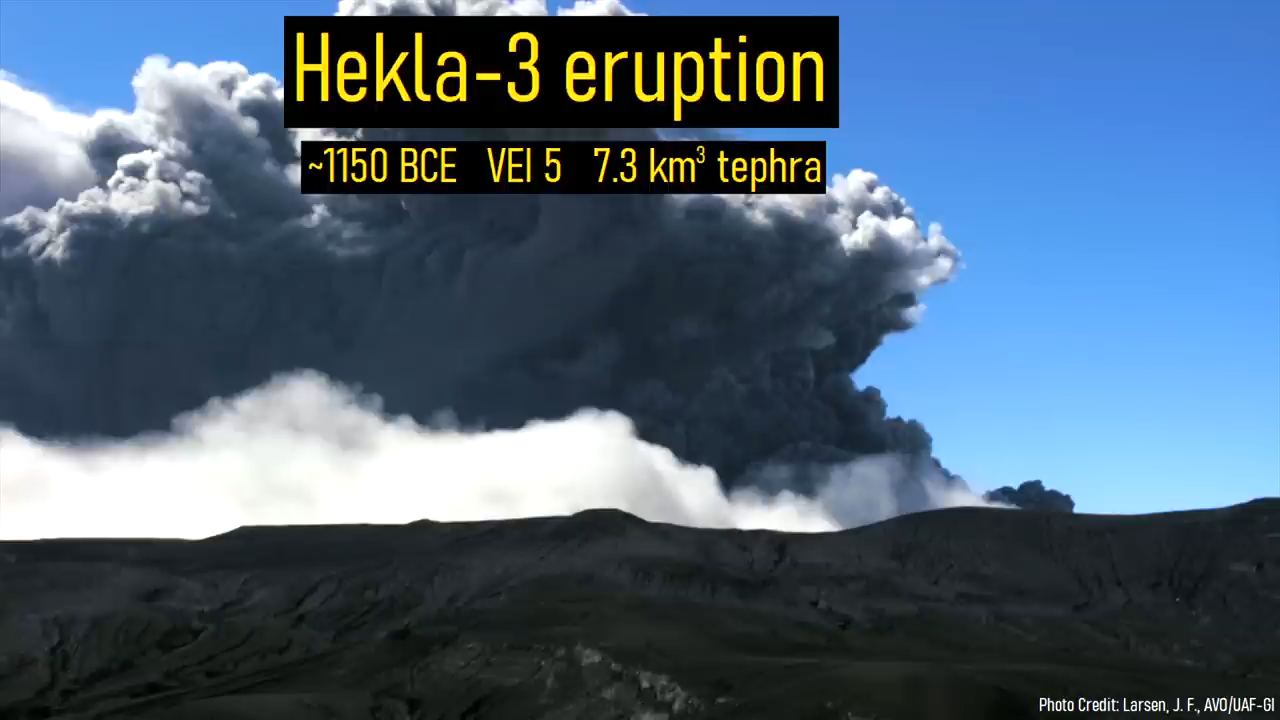 Hekla-3 eruption
~1150 BCE VEI 5 7.3 km³ tephra
Photo Credit: Larsen, J. F., AVO/UAF-GI